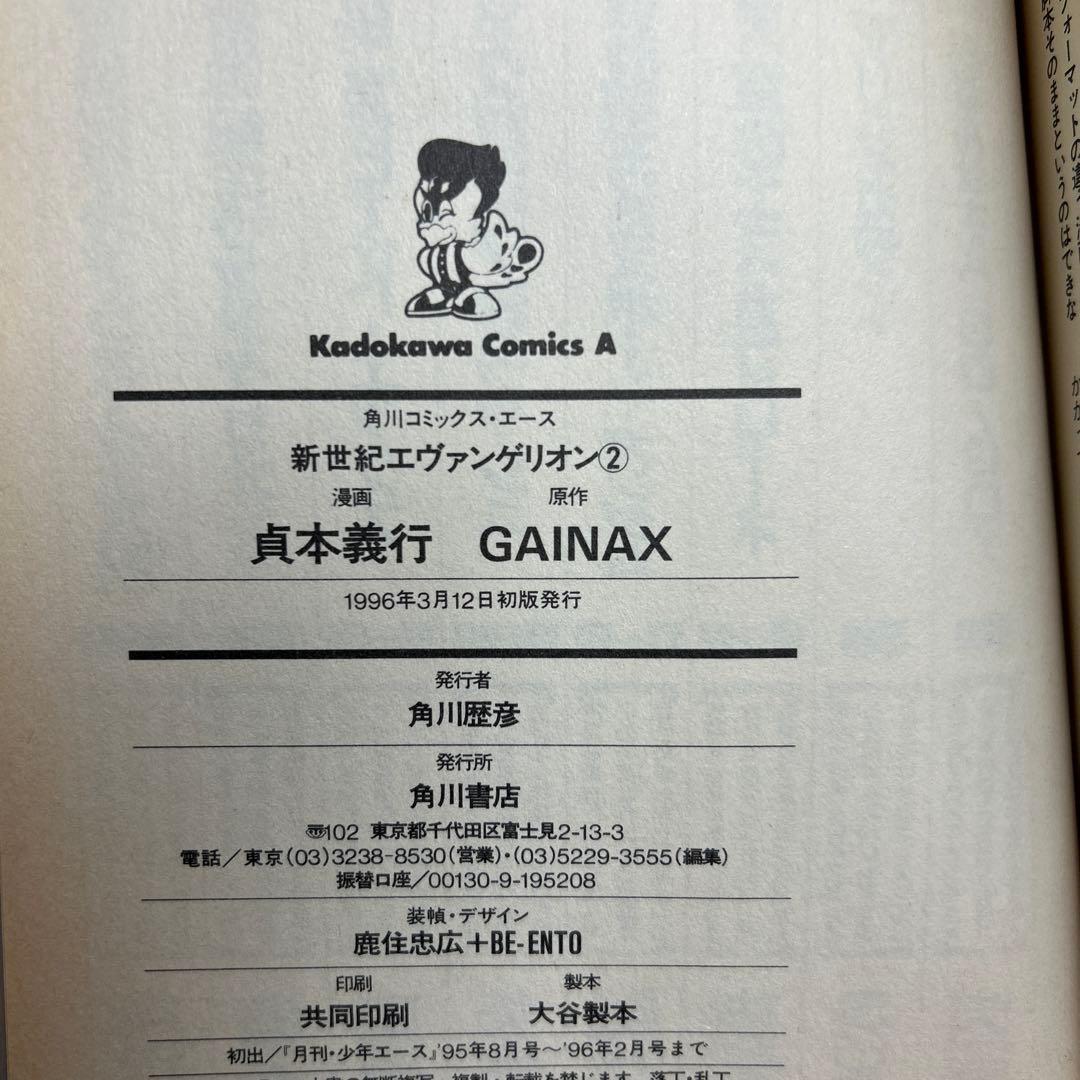 Kadokawa Comics A
角川コミックス・エース
新世紀エヴァンゲリオン②
漫画 原作
貞本義行 GAINAX
1996年3月12日初版発行
発行者
角川歴彦
発行所
角川書店
〠102 東京都千代田区富士見2-13-3
電話/東京(03)3238-8530(営業)・(03)5229-3555(編集)
振替口座/00130-9-195208
装幀・デザイン
鹿住忠広+BE-ENTO
印刷 製本
共同印刷 大谷製本
初出/『月刊・少年エース』'95年8月号〜'96年2月号まで
ォーマットの違
本そのままというのはできな